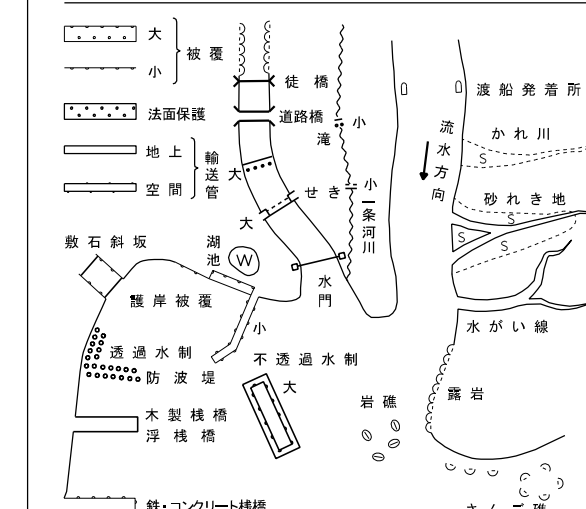 大
被覆
小
徒橋
渡船発着所
法面保護
道路橋
小
滝
流水方向
かれ川
S
地上
輸送管
空間
大
せき
小
一条河川
砂れき地
S
大
S
S
敷石斜坂
湖池
W
護岸被覆
水門
小
水がい線
透過水制
不透過水制
防波堤
大
岩礁
露岩
木製桟橋
浮桟橋
鉄・コンクリート桟橋